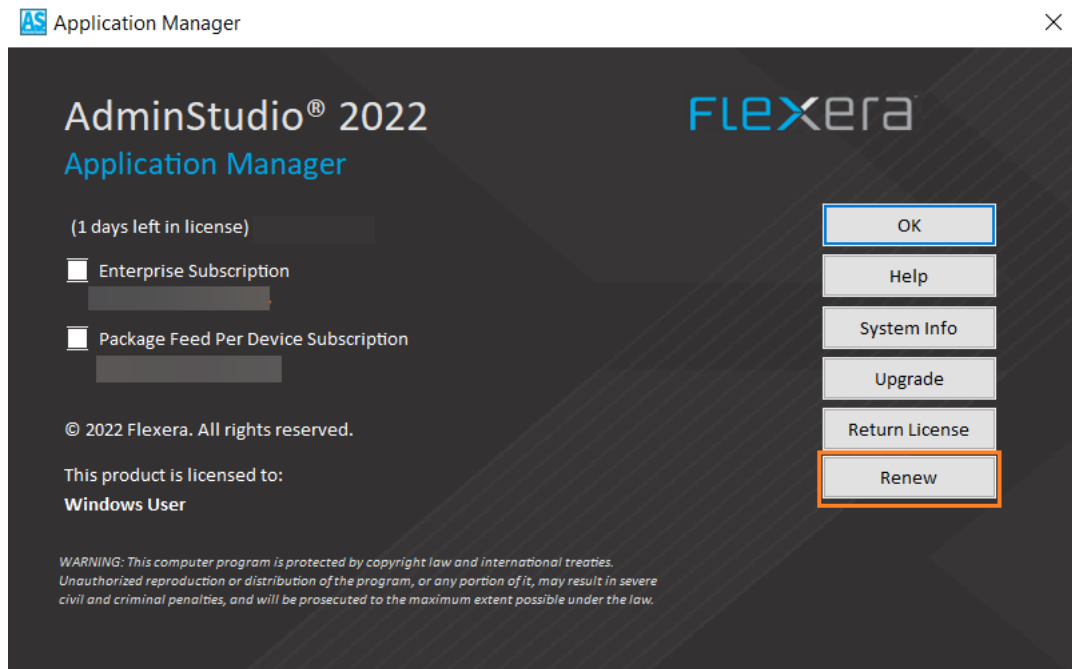 AS Application Manager
AdminStudio® 2022
FLEXera
Application Manager
(1 days left in license)
OK
Enterprise Subscription
Help
System Info
Package Feed Per Device Subscription
Upgrade
© 2022 Flexera. All rights reserved.
Return License
This product is licensed to:
Renew
Windows User
WARNING: This computer program is protected by copyright law and international treaties.
Unauthorized reproduction or distribution of the program, or any portion of it, may result in severe
civil and criminal penalties, and will be prosecuted to the maximum extent possible under the law.